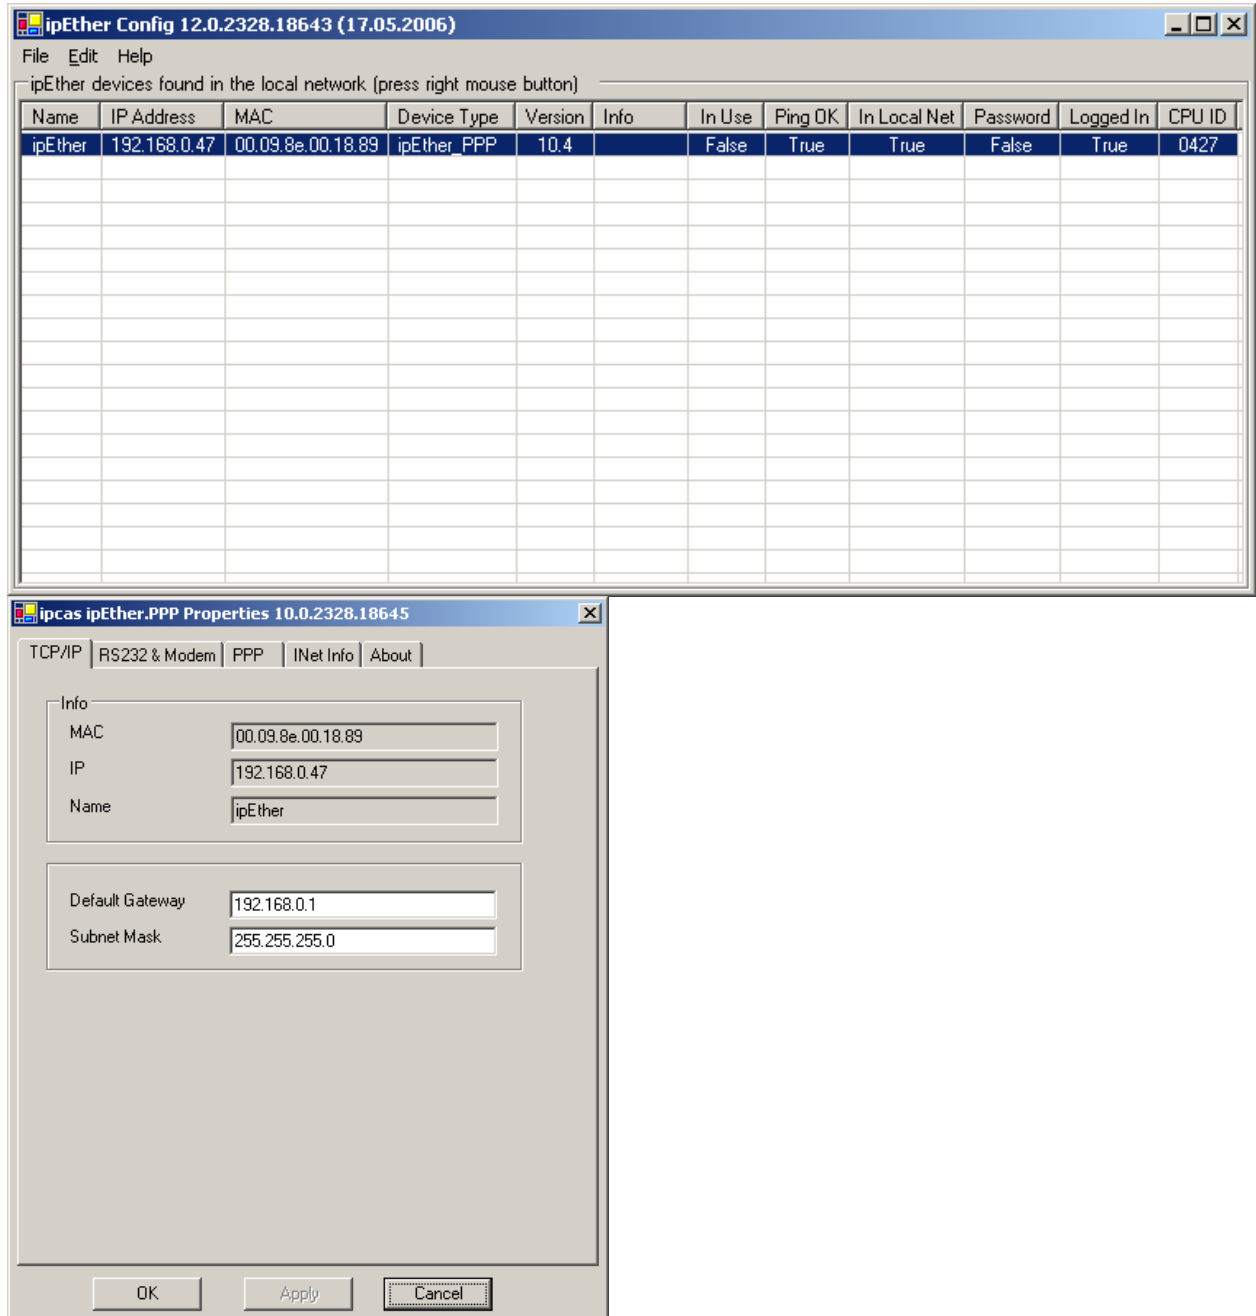 ipEther Config 12.0.2328.18643 (17.05.2006)
File Edit Help
ipEther devices found in the local network (press right mouse button)
Name IP Address MAC Device Type Version Info In Use Ping OK In Local Net Password Logged In CPU ID
ipEther 192.168.0.47 00.09.8e.00.18.89 ipEther_PPP 10.4 False True True False True 0427
ipcas ipEther.PPP Properties 10.0.2328.18645
TCP/IP RS232 & Modem PPP INet Info About
Info
MAC 00.09.8e.00.18.89
IP 192.168.0.47
Name ipEther
Default Gateway 192.168.0.1
Subnet Mask 255.255.255.0
OK Apply Cancel